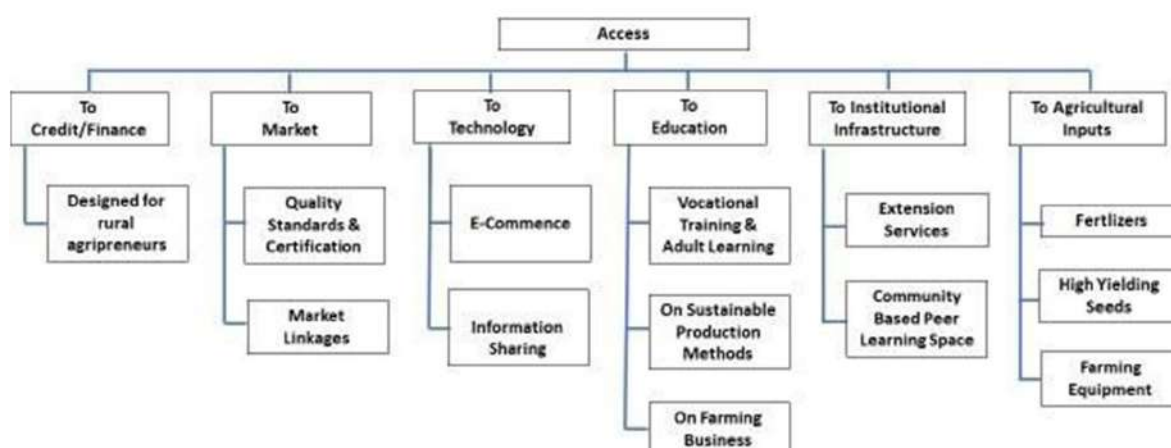 Access
To
Credit/Finance
To
Market
To
Technology
To
Education
To Institutional
Infrastructure
To Agricultural
Inputs
Designed for
rural
agripreneurs
Quality
Standards &
Certification
Market
Linkages
E-Commence
Information
Sharing
Vocational
Training &
Adult Learning
On Sustainable
Production
Methods
On Farming
Business
Extension
Services
Community
Based Peer
Learning Space
Fertlizers
High Yielding
Seeds
Farming
Equipment